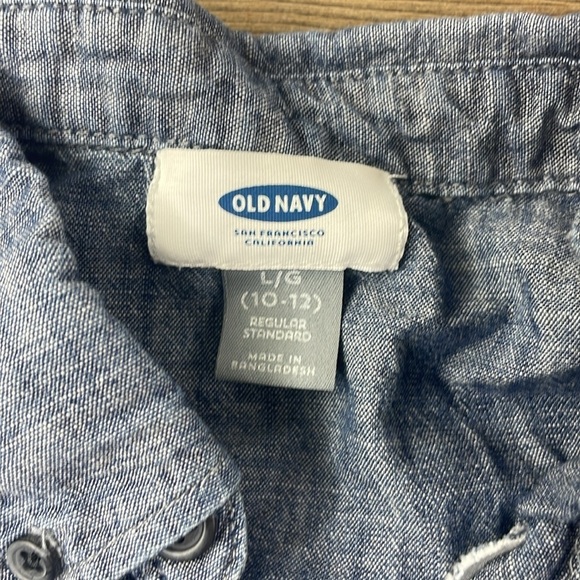 OLD NAVY
SAN FRANCISCO
CALIFORNIA
L/G
(10-12)
REGULAR
STANDARD
MADE IN
BANGLADESH